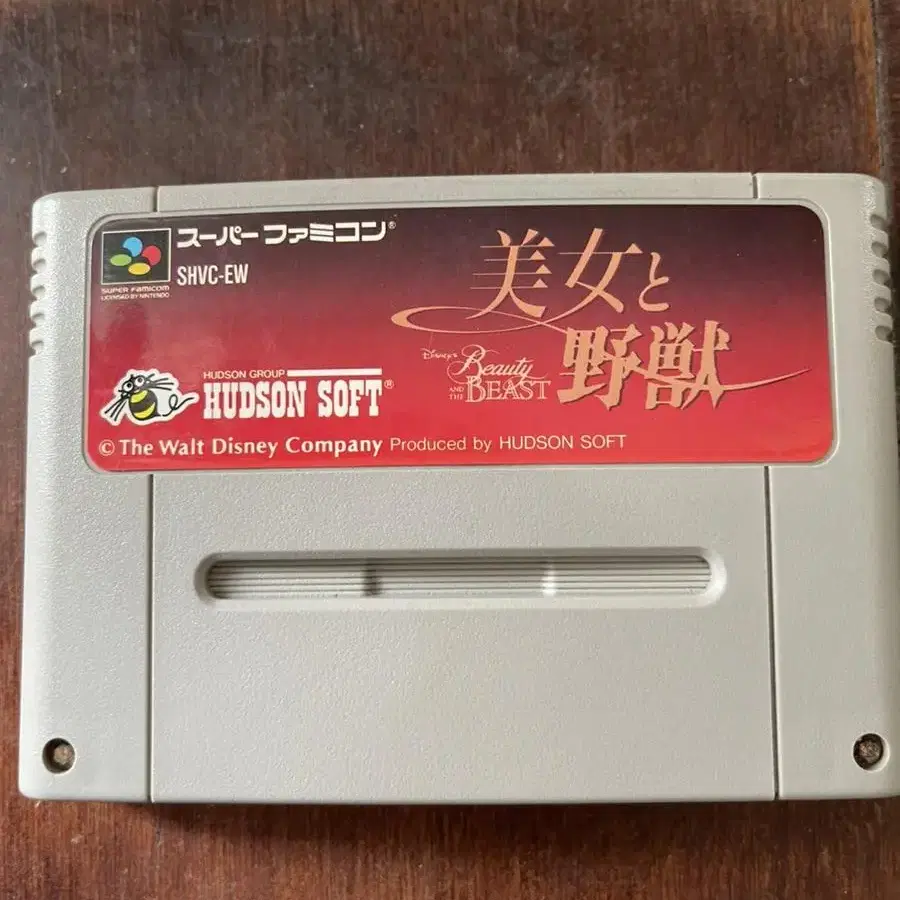 スーパーファミコン®
SHVC-EW
SUPER FAMICOM
LICENSED BY NINTENDO
美女と
野獣
Disney's
Beauty
AND THE BEAST
HUDSON GROUP
HUDSON SOFT®
© The Walt Disney Company Produced by HUDSON SOFT